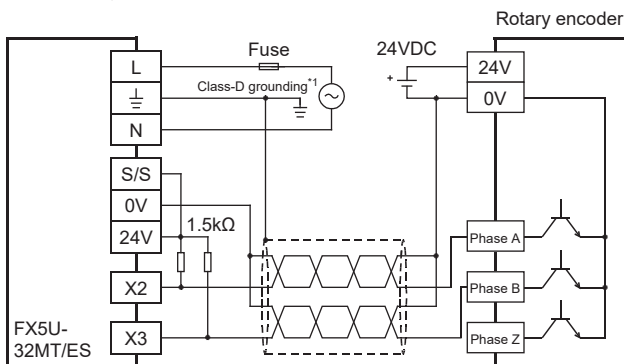 Rotary encoder
Fuse
24VDC
L
Class-D grounding*1
+
N
24V
0V
S/S
0V
24V
1.5kΩ
X2
X3
FX5U-
32MT/ES
Phase A
Phase B
Phase Z